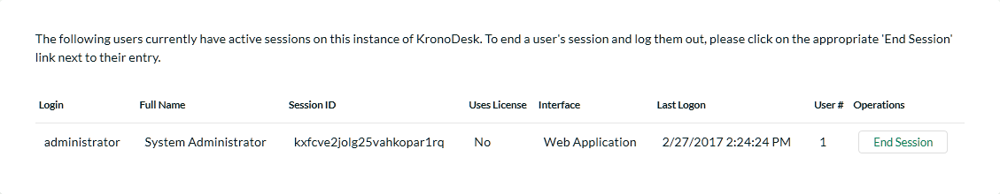 The following users currently have active sessions on this instance of KronoDesk. To end a user's session and log them out, please click on the appropriate 'End Session'
link next to their entry.
Login Full Name Session ID Uses License Interface Last Logon User # Operations
administrator System Administrator kxfcve2jolg25vahkopar1rq No Web Application 2/27/2017 2:24:24 PM 1 End Session